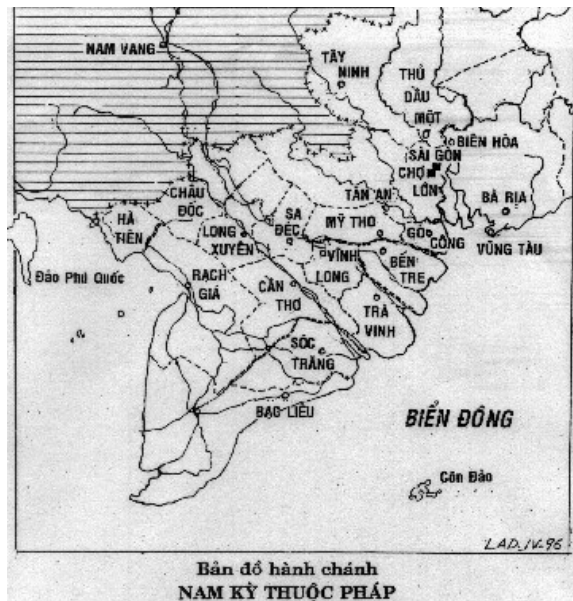 NAM VANG
TÂY
NINH
THỦ
DẦU
MỘT
BIÊN HÒA
SÀI GÒN
CHỢ
LỚN
BÀ RỊA
VŨNG TÀU
TÂN AN
GÒ
CÔNG
MỸ THO
SA
ĐÉC
CHÂU
ĐỐC
HÀ
TIÊN
LONG
XUYÊN
VĨNH
LONG
BẾN
TRE
Đảo Phú Quốc
RẠCH
GIÁ
CẦN
THƠ
TRÀ
VINH
SÓC
TRĂNG
BẠC LIÊU
BIỂN ĐÔNG
Côn Đảo
LAD_IV-96
Bản đồ hành chánh
NAM KỲ THUỘC PHÁP